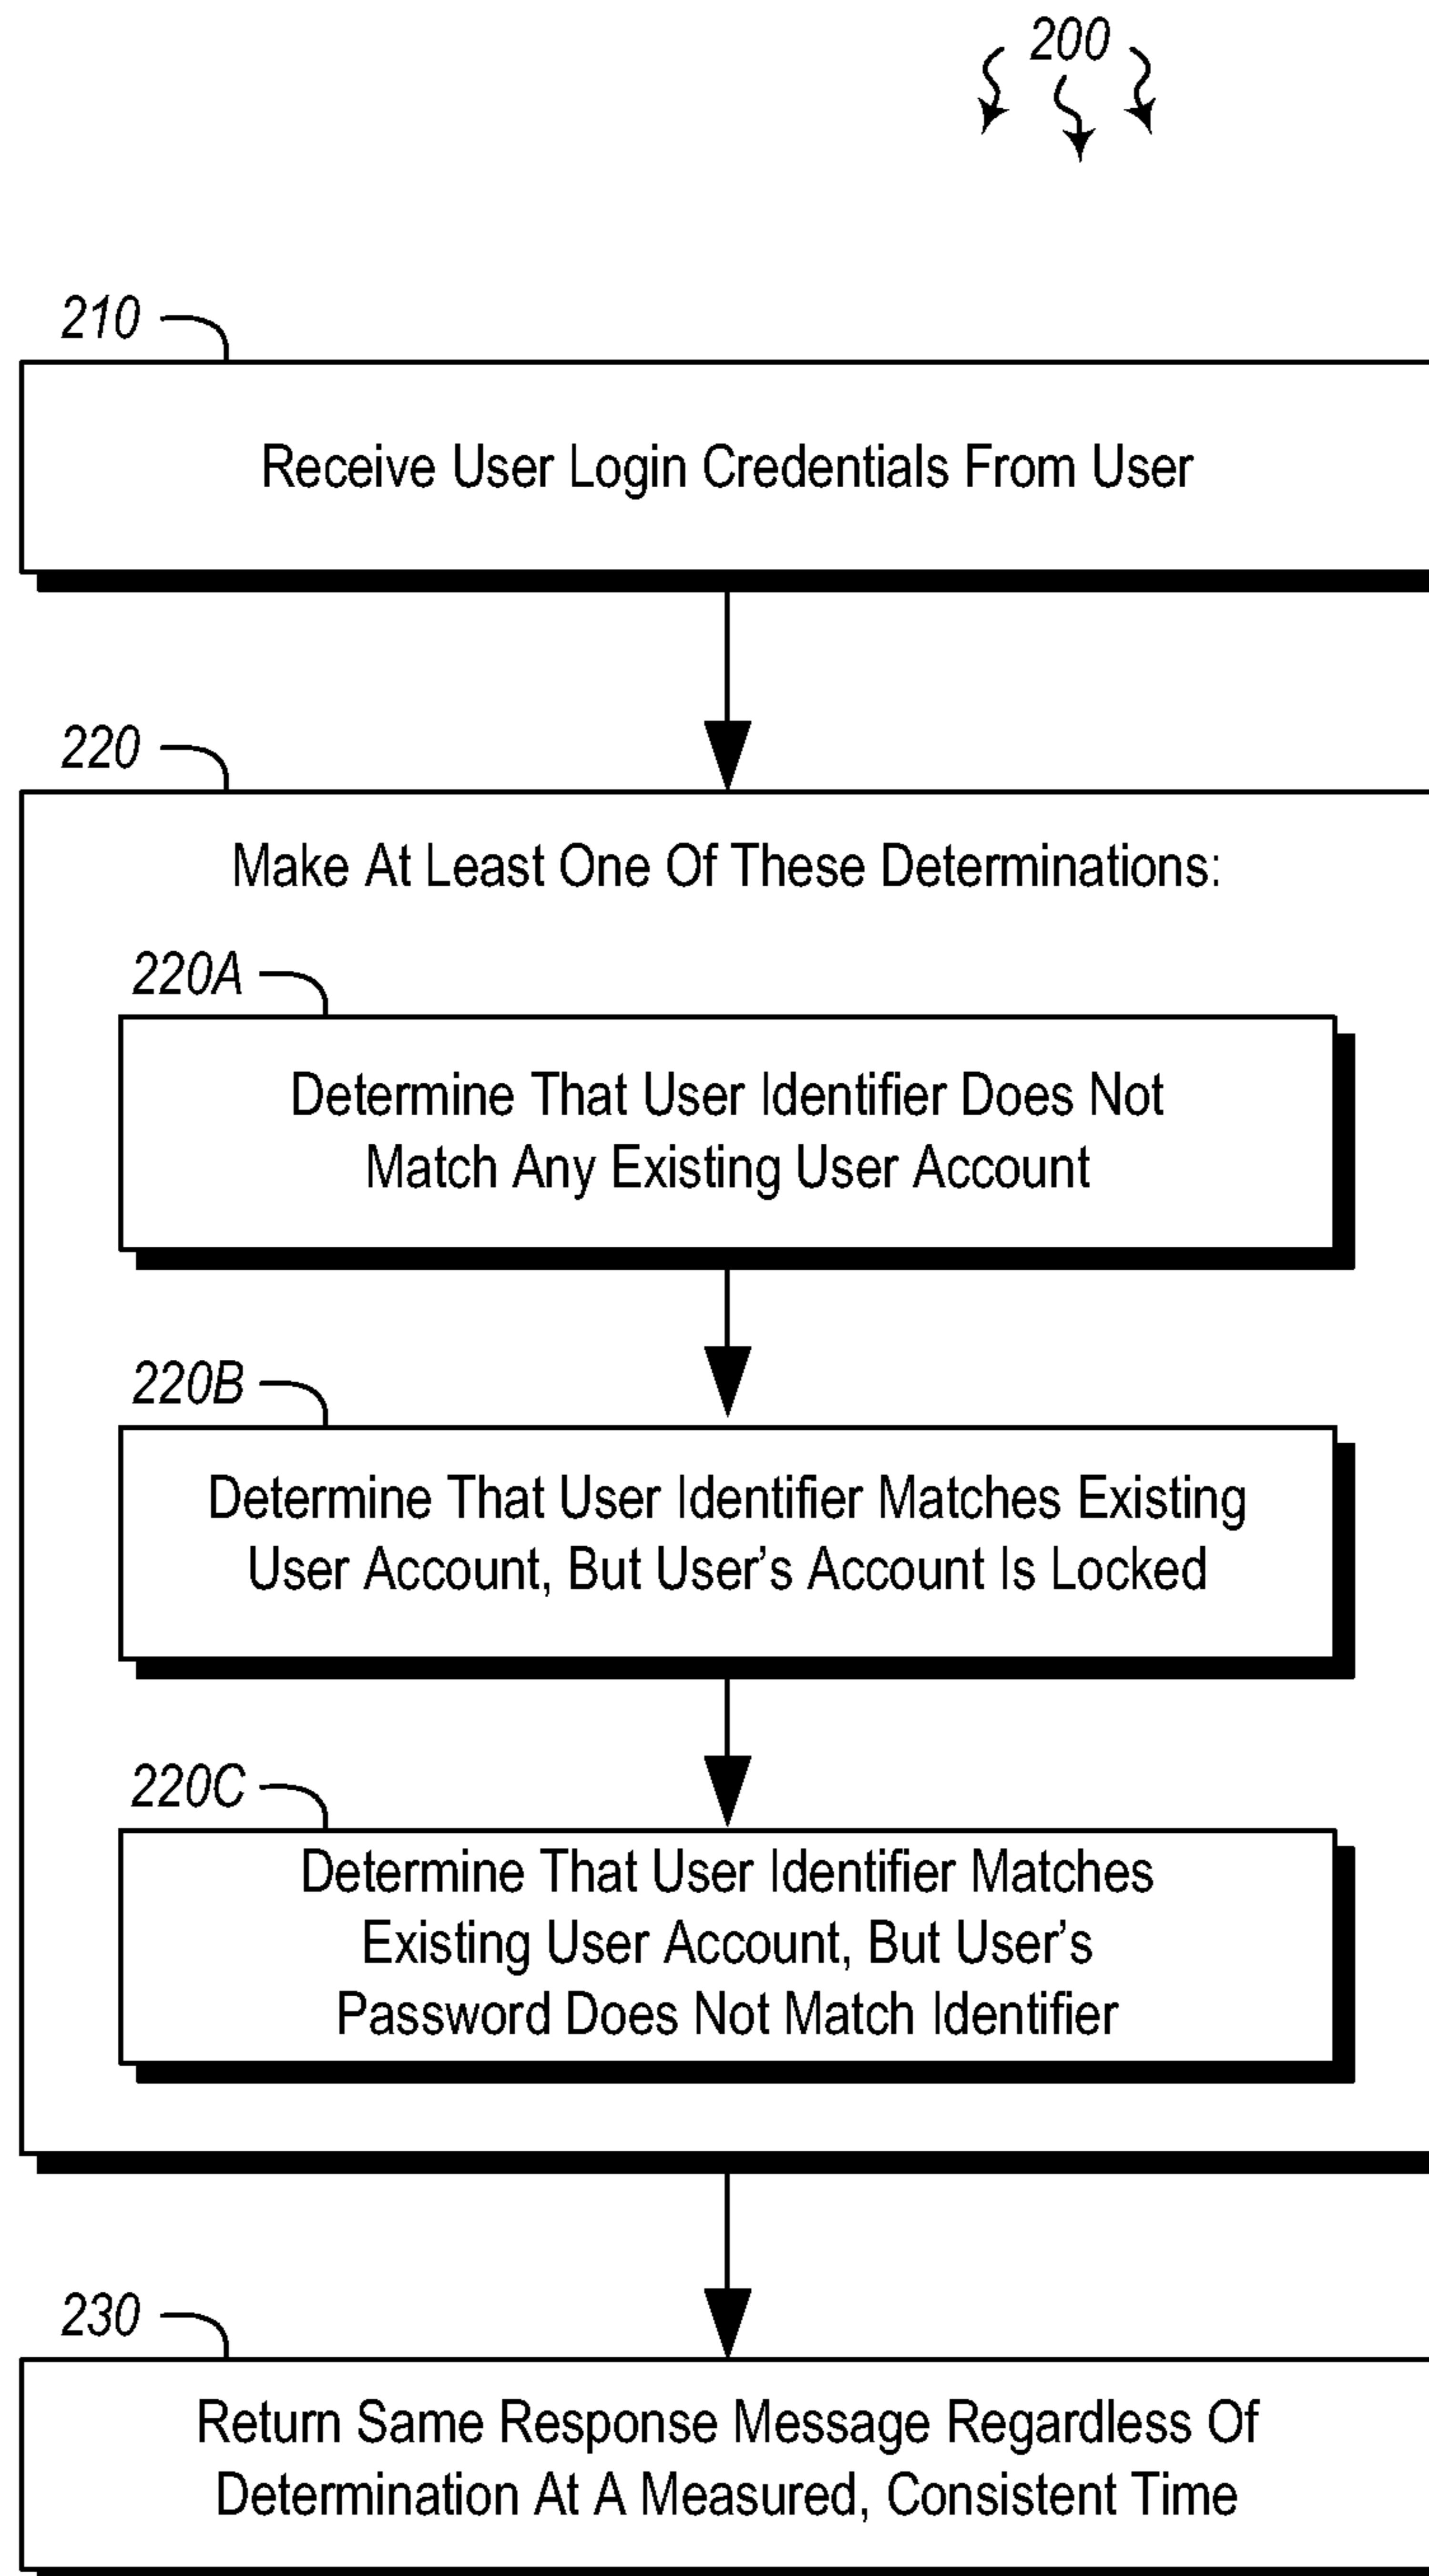 200
210
Receive User Login Credentials From User
220
Make At Least One Of These Determinations:
220A
Determine That User Identifier Does Not
Match Any Existing User Account
220B
Determine That User Identifier Matches Existing
User Account, But User’s Account Is Locked
220C
Determine That User Identifier Matches
Existing User Account, But User’s
Password Does Not Match Identifier
230
Return Same Response Message Regardless Of
Determination At A Measured, Consistent Time